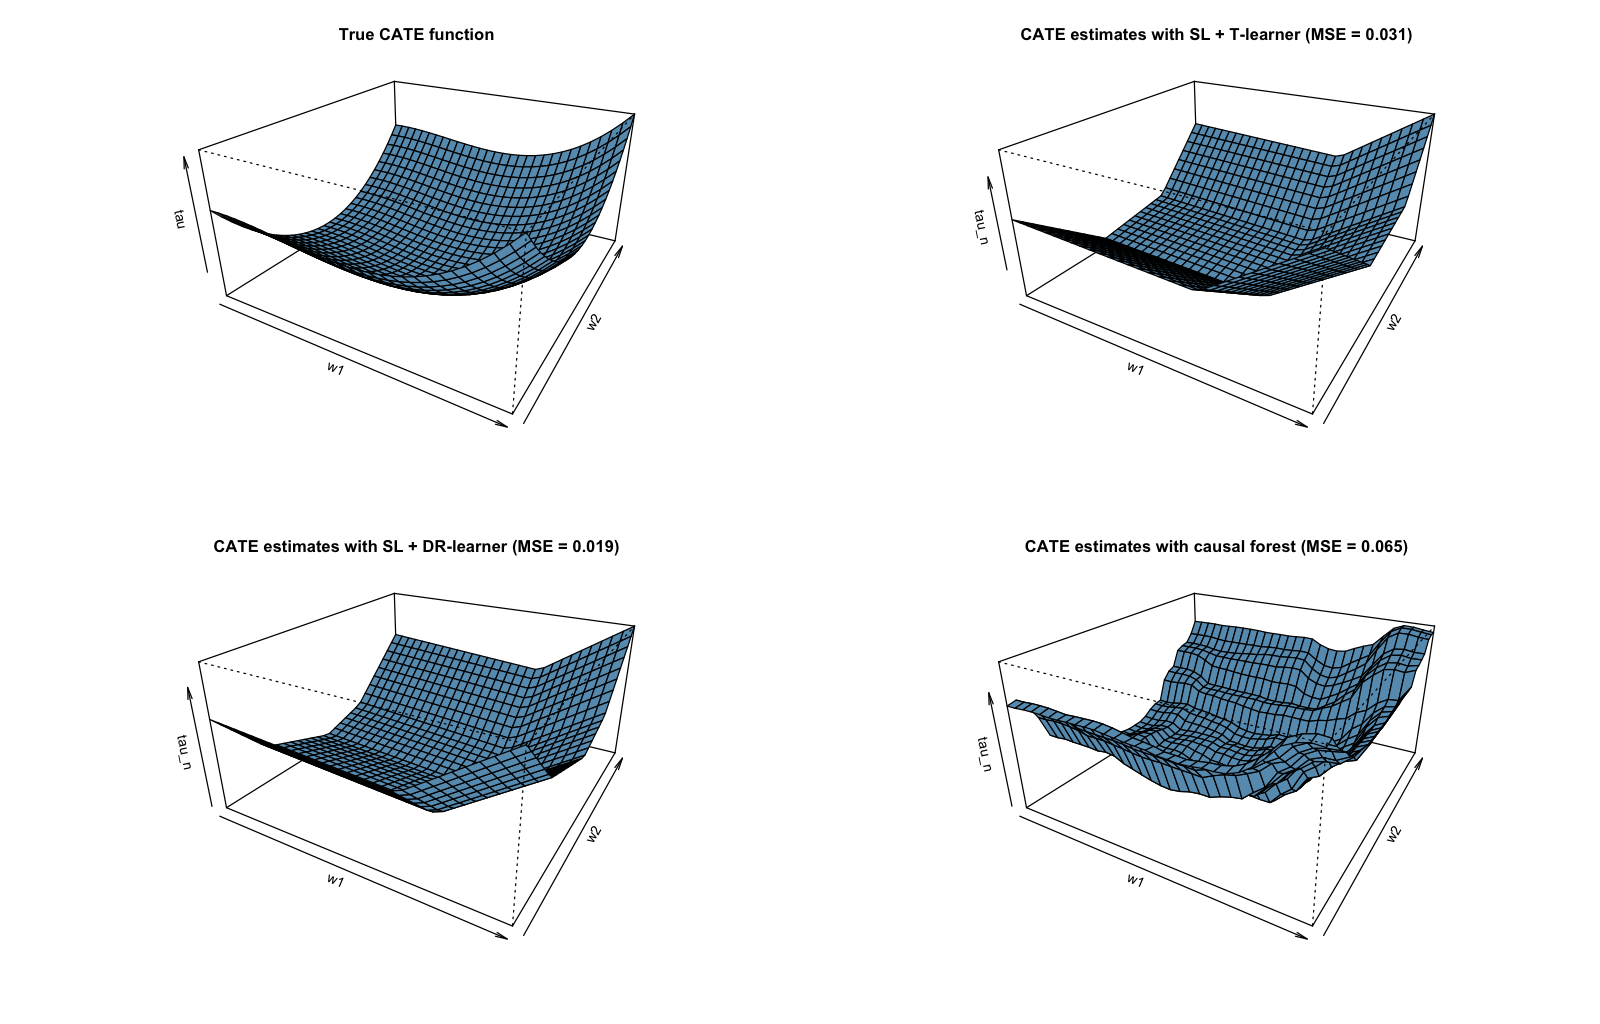 True CATE function
tau
w1
w2
CATE estimates with SL + T-learner (MSE = 0.031)
tau_n
w1
w2
CATE estimates with SL + DR-learner (MSE = 0.019)
tau_n
w1
w2
CATE estimates with causal forest (MSE = 0.065)
tau_n
w1
w2